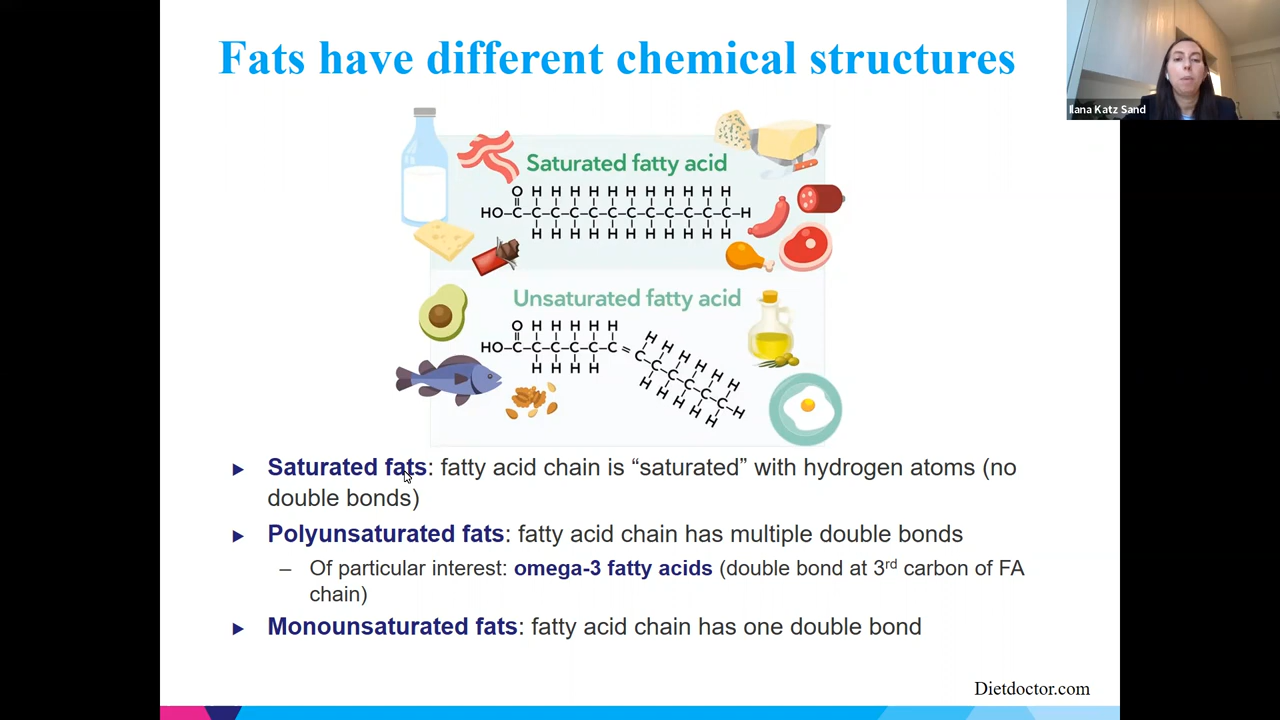 Fats have different chemical structures
Ilana Katz Sand
Saturated fatty acid
O H H H H H H H H H H H
HO–C–C–C–C–C–C–C–C–C–C–C–C–H
H H H H H H H H H H H
Unsaturated fatty acid
O H H H H H
HO–C–C–C–C–C–C=
H H H H
H H H H H H
C–C–C–C–C–C–H
H H H H H
Saturated fats: fatty acid chain is “saturated” with hydrogen atoms (no
double bonds)
Polyunsaturated fats: fatty acid chain has multiple double bonds
– Of particular interest: omega-3 fatty acids (double bond at 3rd carbon of FA
chain)
Monounsaturated fats: fatty acid chain has one double bond
Dietdoctor.com